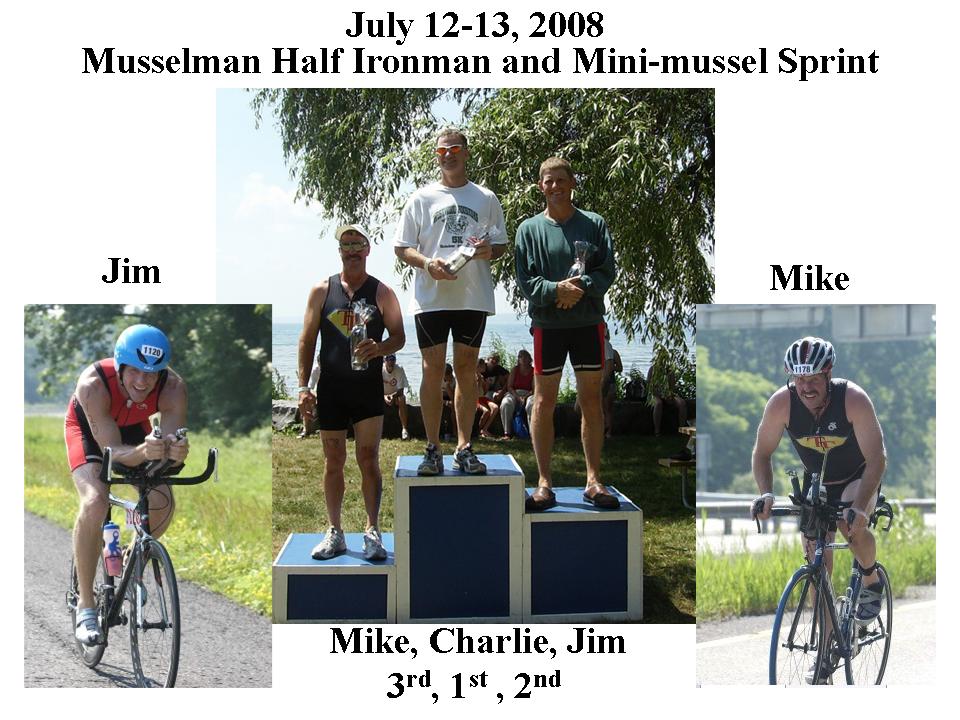 July 12-13, 2008
Musselman Half Ironman and Mini-mussel Sprint
Jim
Mike
1120
1178
5K
Mike, Charlie, Jim
3rd, 1st , 2nd